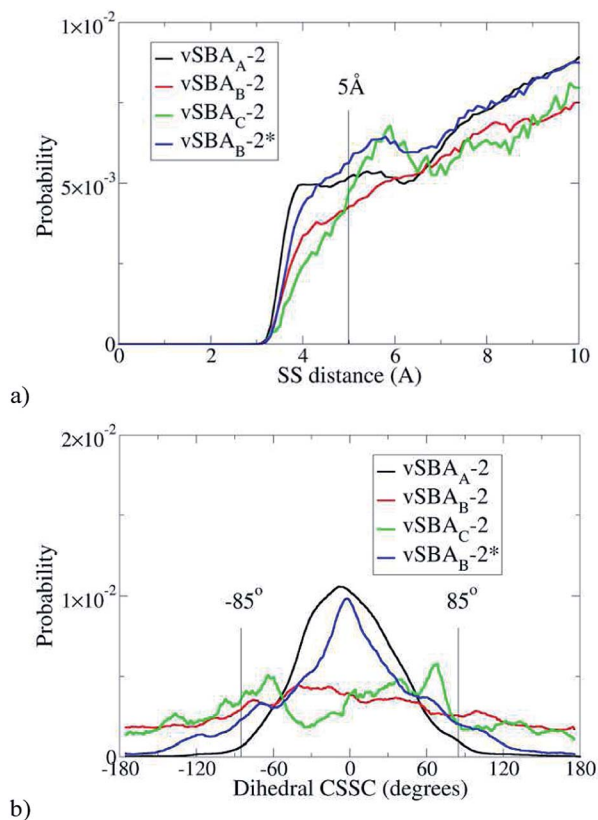 1×10⁻²
vSBA_A-2
vSBA_B-2
vSBA_C-2
vSBA_B-2*
5Å
Probability
5×10⁻³
0
0 2 4 6 8 10
SS distance (A)
a)
2×10⁻²
vSBA_A-2
vSBA_B-2
vSBA_C-2
vSBA_B-2*
Probability
1×10⁻²
-85° 85°
0
-180 -120 -60 0 60 120 180
Dihedral CSSC (degrees)
b)